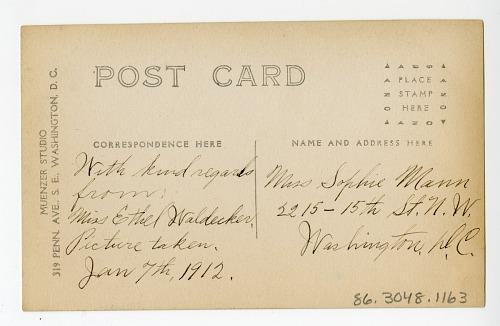 POST CARD
AZO
PLACE
STAMP
HERE
AZO
CORRESPONDENCE HERE
NAME AND ADDRESS HERE
MUENZER STUDIO
319 PENN. AVE. S. E., WASHINGTON, D. C.
With kind regards
from:
Miss Ethel Waldecker.
Picture taken.
Jan 7th, 1912.
Miss Sophie Mann
2215-15th St. N. W.
Washington, D.C.
86.3048.1163